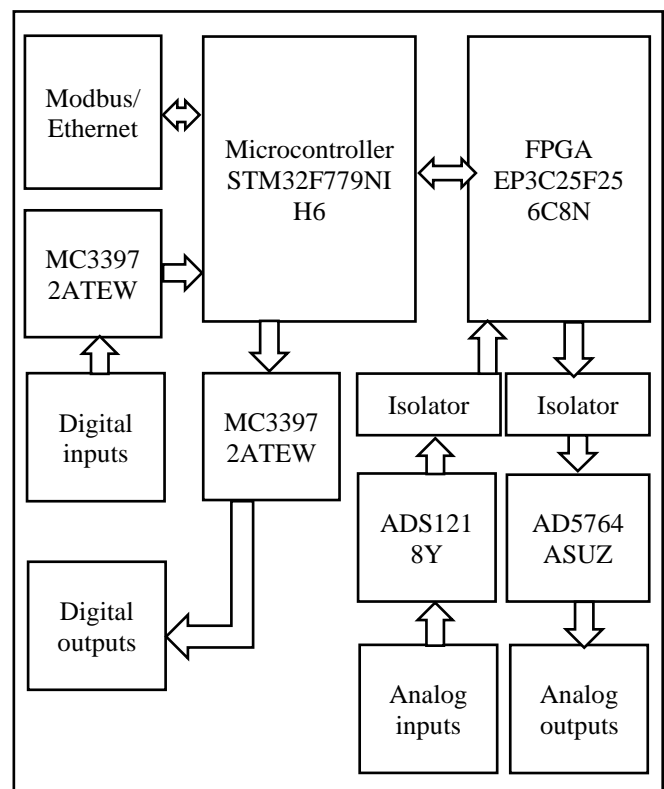 Modbus/
Ethernet
Microcontroller
STM32F779NI
H6
FPGA
EP3C25F25
6C8N
MC3397
2ATEW
Digital
inputs
MC3397
2ATEW
Isolator
Isolator
ADS121
8Y
AD5764
ASUZ
Digital
outputs
Analog
inputs
Analog
outputs